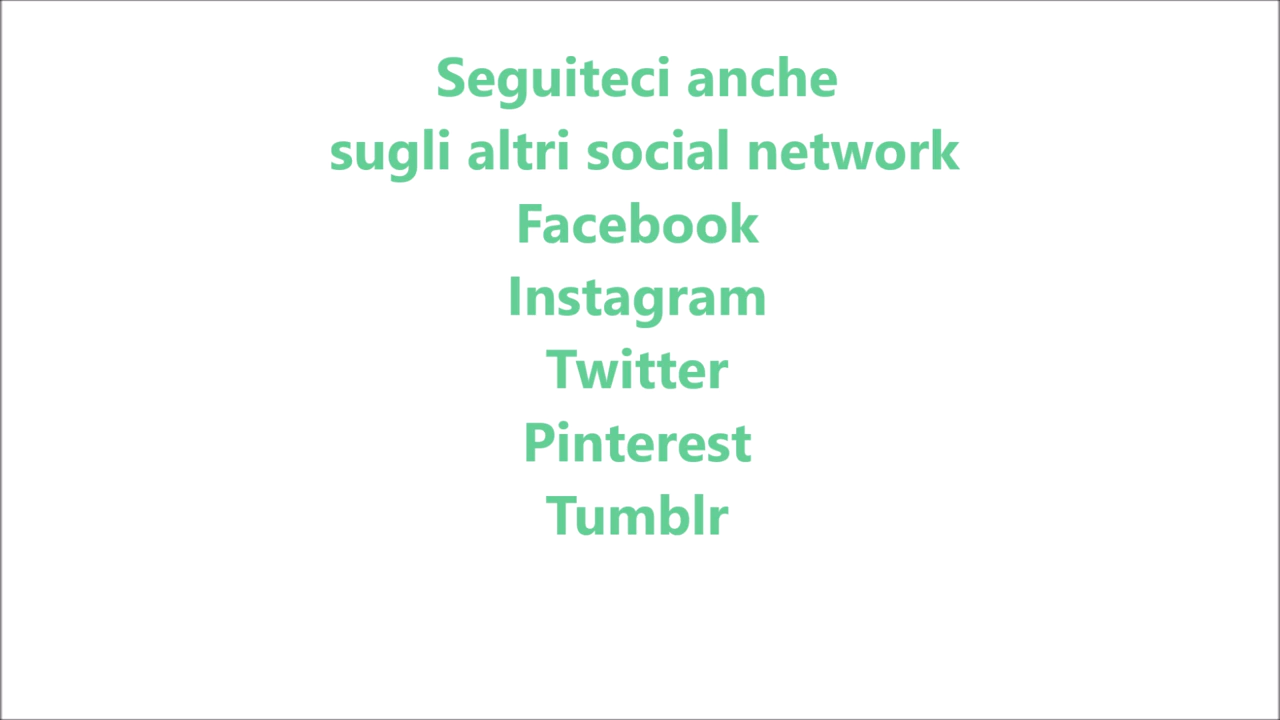 Seguiteci anche
sugli altri social network
Facebook
Instagram
Twitter
Pinterest
Tumblr